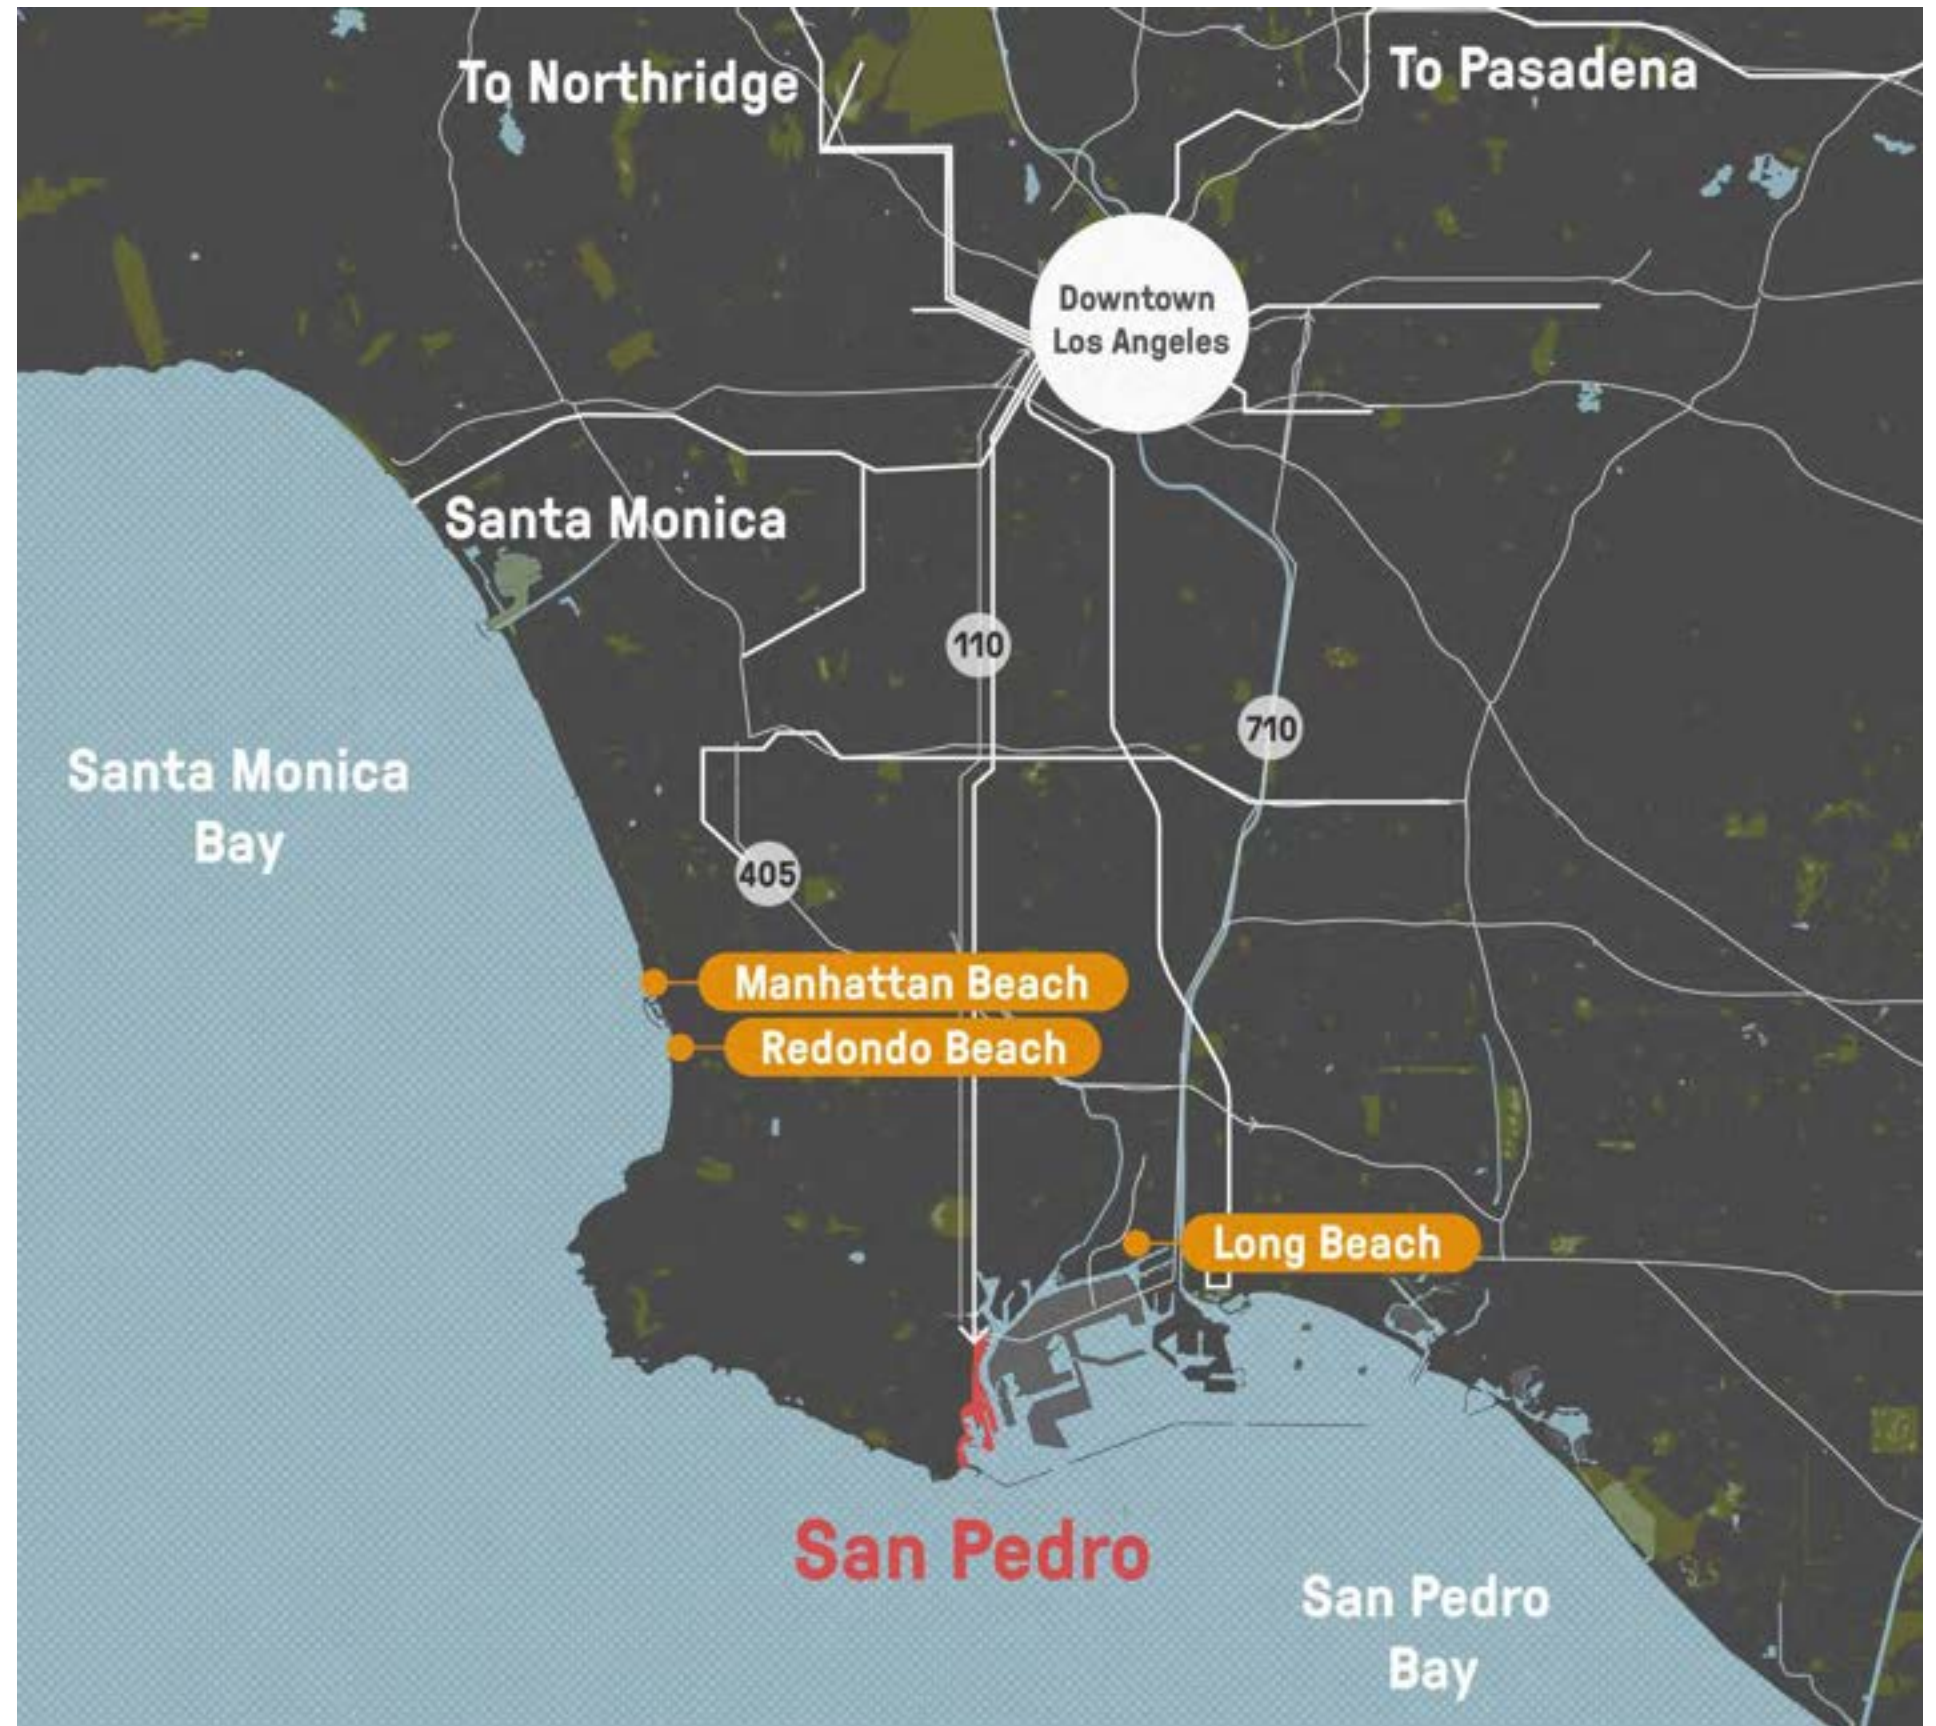 To Northridge
To Pasadena
Downtown
Los Angeles
Santa Monica
110
710
Santa Monica
Bay
405
Manhattan Beach
Redondo Beach
Long Beach
San Pedro
San Pedro
Bay